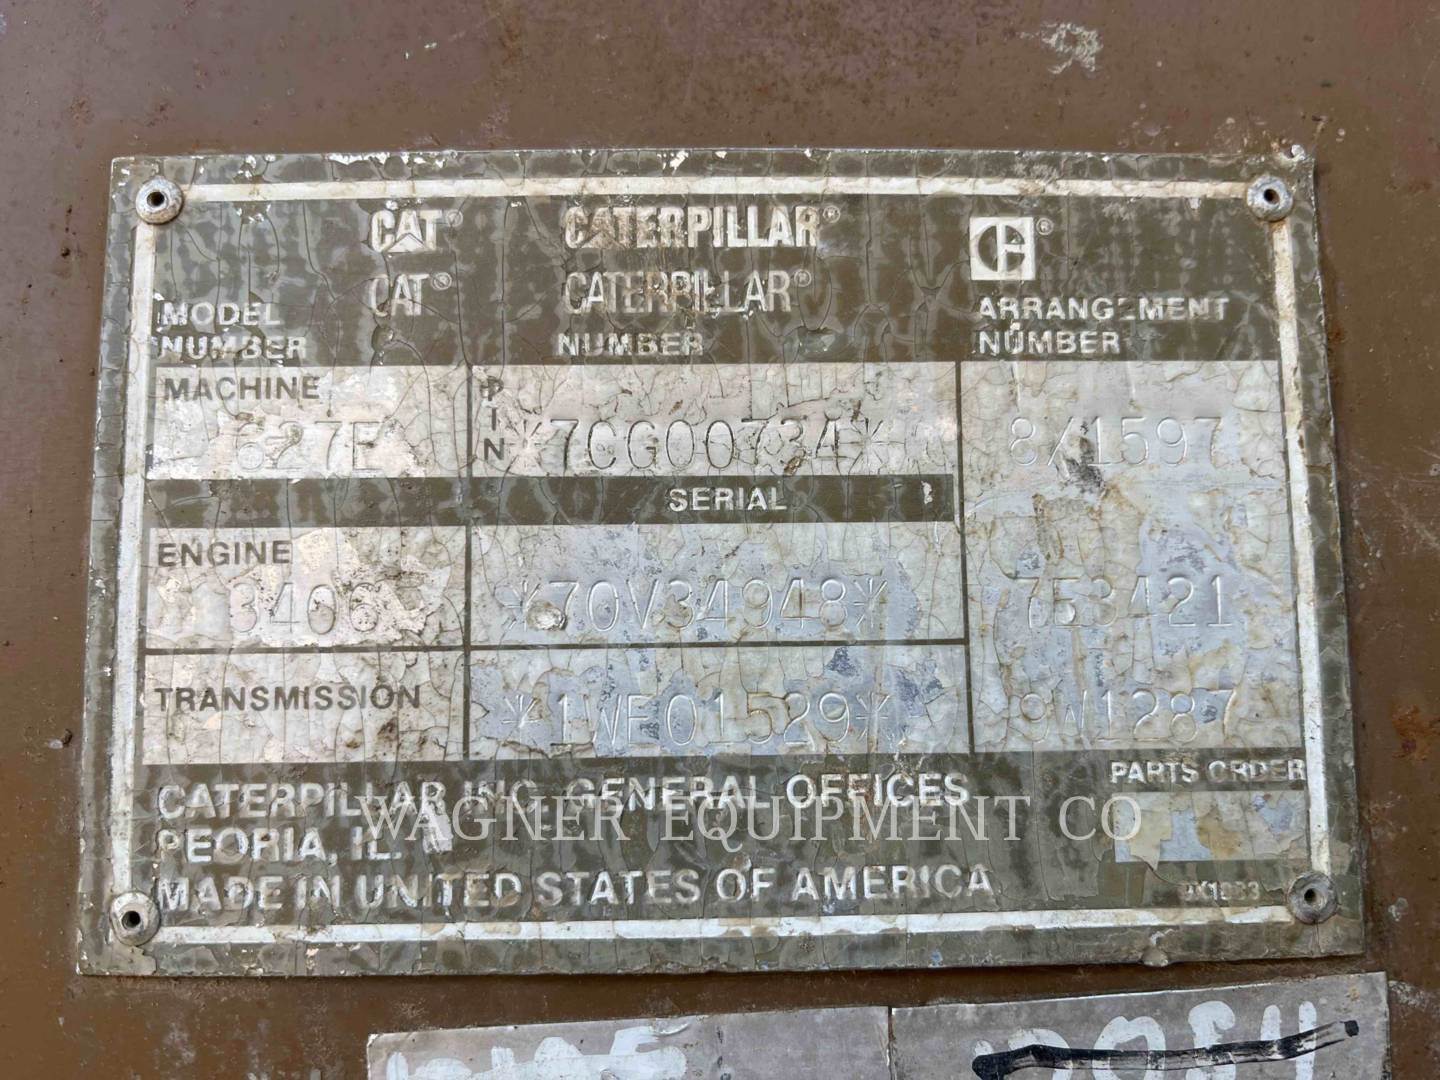 CAT® CATERPILLAR®
CAT® CATERPILLAR®
MODEL NUMBER
NUMBER
ARRANGEMENT NUMBER
MACHINE
627E
PIN
*7CG00734*
8X1597
SERIAL
ENGINE
3406
*70V34948*
7E3421
TRANSMISSION
*1WE01529*
9W1287
CATERPILLAR INC. GENERAL OFFICES
PEORIA, IL.
MADE IN UNITED STATES OF AMERICA
PARTS ORDER
WAGNER EQUIPMENT CO